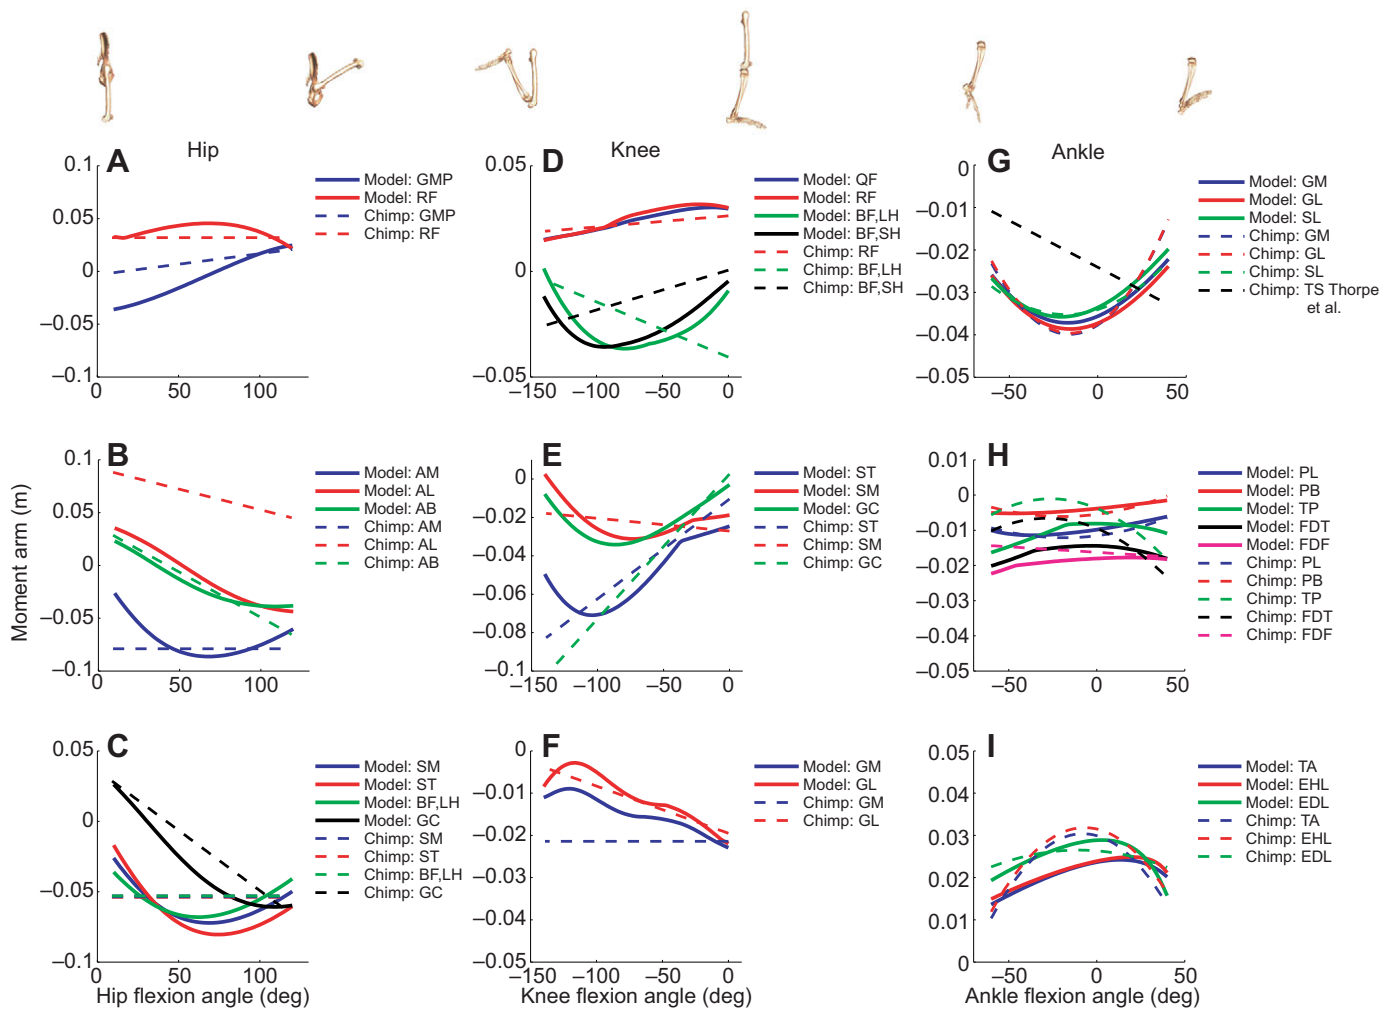 Hip
Knee
Ankle
A
0.1
0.05
0
–0.05
–0.1
0
50
100
Model: GMP
Model: RF
Chimp: GMP
Chimp: RF
D
0.05
0
–0.05
–150
–100
–50
0
Model: QF
Model: RF
Model: BF,LH
Model: BF,SH
Chimp: RF
Chimp: BF,LH
Chimp: BF,SH
G
0
–0.01
–0.02
–0.03
–0.04
–0.05
–50
0
50
Model: GM
Model: GL
Model: SL
Chimp: GM
Chimp: GL
Chimp: SL
Chimp: TS Thorpe
et al.
Moment arm (m)
B
0.1
0.05
0
–0.05
–0.1
0
50
100
Model: AM
Model: AL
Model: AB
Chimp: AM
Chimp: AL
Chimp: AB
E
0
–0.02
–0.04
–0.06
–0.08
–0.1
–150
–100
–50
0
Model: ST
Model: SM
Model: GC
Chimp: ST
Chimp: SM
Chimp: GC
H
0.01
0
–0.01
–0.02
–0.03
–0.04
–0.05
–50
0
50
Model: PL
Model: PB
Model: TP
Model: FDT
Model: FDF
Chimp: PL
Chimp: PB
Chimp: TP
Chimp: FDT
Chimp: FDF
C
0.05
0
–0.05
–0.1
0
50
100
Hip flexion angle (deg)
Model: SM
Model: ST
Model: BF,LH
Model: GC
Chimp: SM
Chimp: ST
Chimp: BF,LH
Chimp: GC
F
0
–0.01
–0.02
–0.03
–0.04
–0.05
–150
–100
–50
0
Knee flexion angle (deg)
Model: GM
Model: GL
Chimp: GM
Chimp: GL
I
0.05
0.04
0.03
0.02
0.01
0
–50
0
50
Ankle flexion angle (deg)
Model: TA
Model: EHL
Model: EDL
Chimp: TA
Chimp: EHL
Chimp: EDL